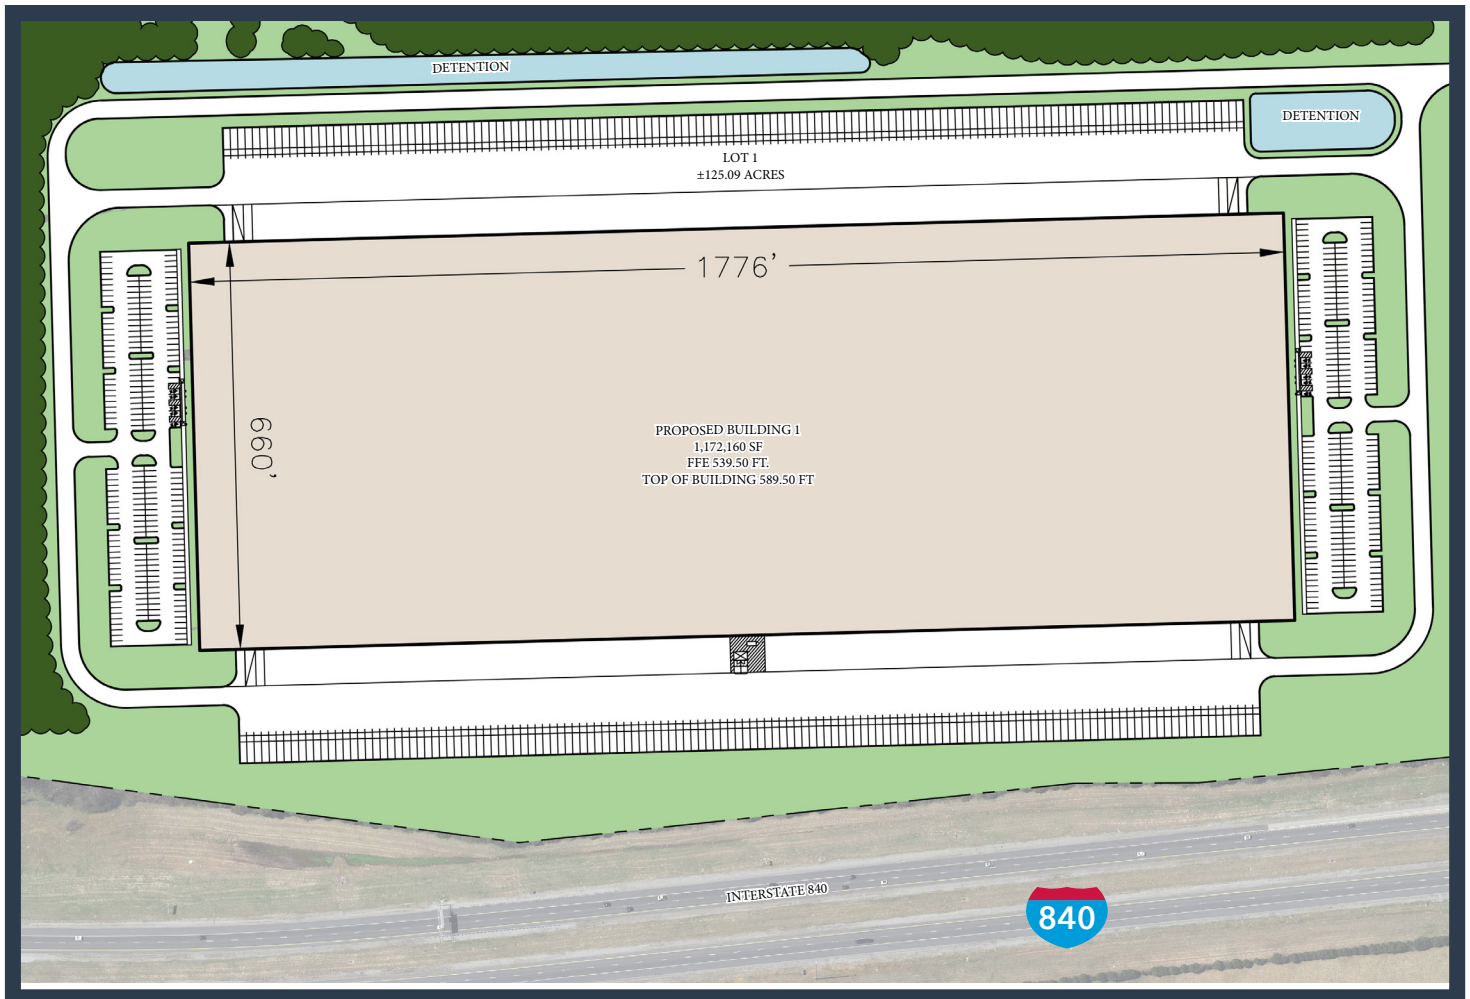 DETENTION
DETENTION
LOT 1
±125.09 ACRES
1776'
660'
PROPOSED BUILDING 1
1,172,160 SF
FFE 539.50 FT.
TOP OF BUILDING 589.50 FT
INTERSTATE 840
840